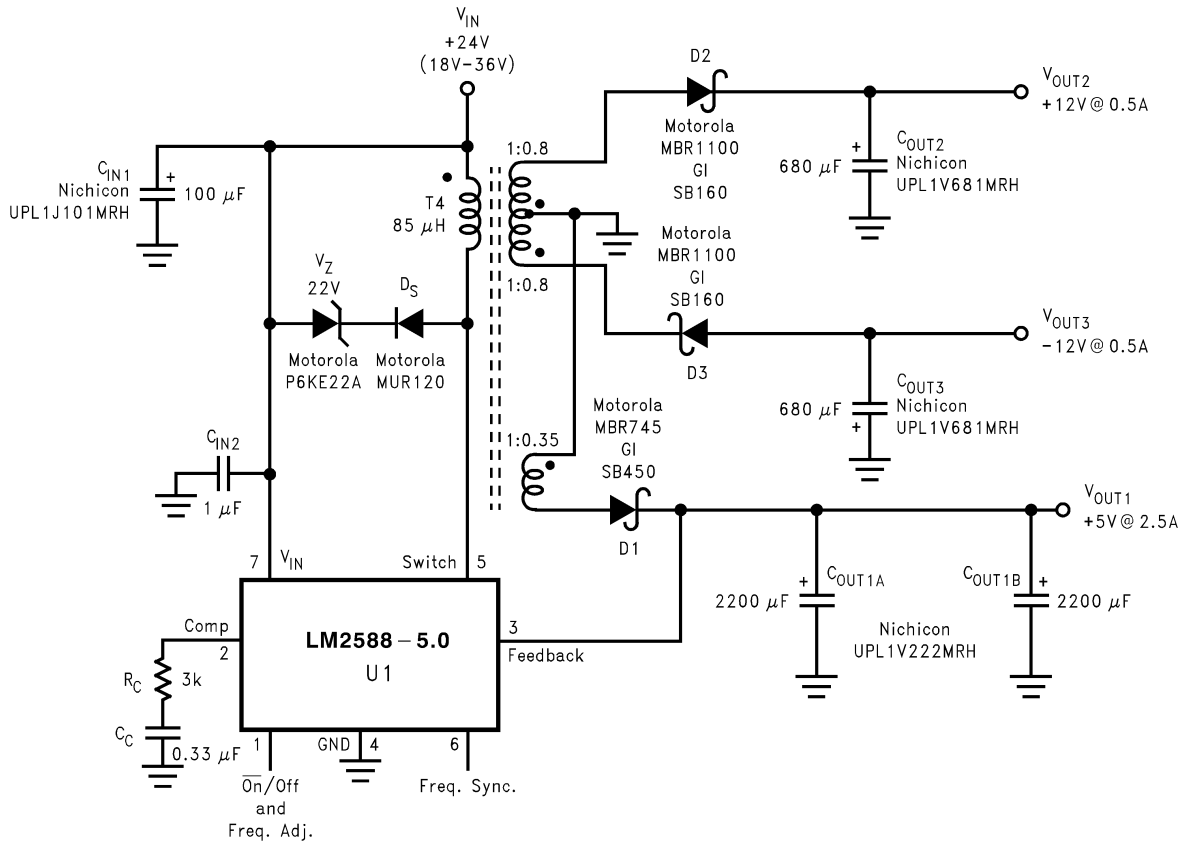 V_IN
+24V
(18V–36V)
C_IN1
Nichicon
UPL1J101MRH
+
100 μF
T4
85 μH
1:0.8
1:0.8
D2
Motorola
MBR1100
GI
SB160
V_OUT2
+12V@ 0.5A
+
680 μF
C_OUT2
Nichicon
UPL1V681MRH
V_Z
22V
Motorola
P6KE22A
D_S
Motorola
MUR120
Motorola
MBR1100
GI
SB160
D3
V_OUT3
-12V@ 0.5A
680 μF
+
C_OUT3
Nichicon
UPL1V681MRH
C_IN2
1 μF
1:0.35
Motorola
MBR745
GI
SB450
D1
V_OUT1
+5V@ 2.5A
+
2200 μF
C_OUT1A
C_OUT1B
+
2200 μF
Nichicon
UPL1V222MRH
7
V_IN
Switch
5
Comp
2
LM2588–5.0
U1
3
Feedback
R_C
3k
C_C
0.33 μF
1
GND
4
6
O̅n̅/Off
and
Freq. Adj.
Freq. Sync.